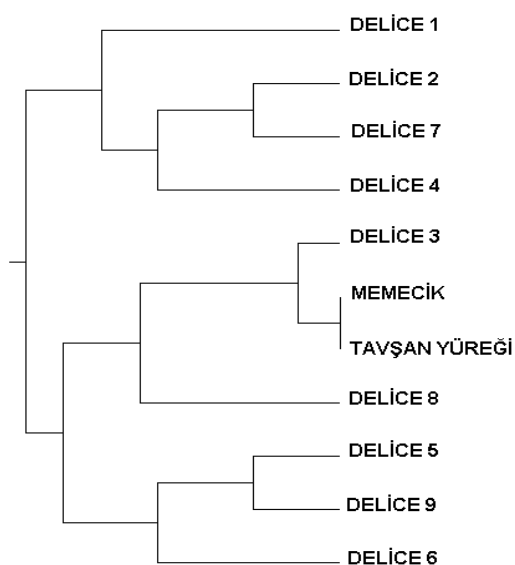 DELİCE 1
DELİCE 2
DELİCE 7
DELİCE 4
DELİCE 3
MEMECİK
TAVŞAN YÜREĞİ
DELİCE 8
DELİCE 5
DELİCE 9
DELİCE 6